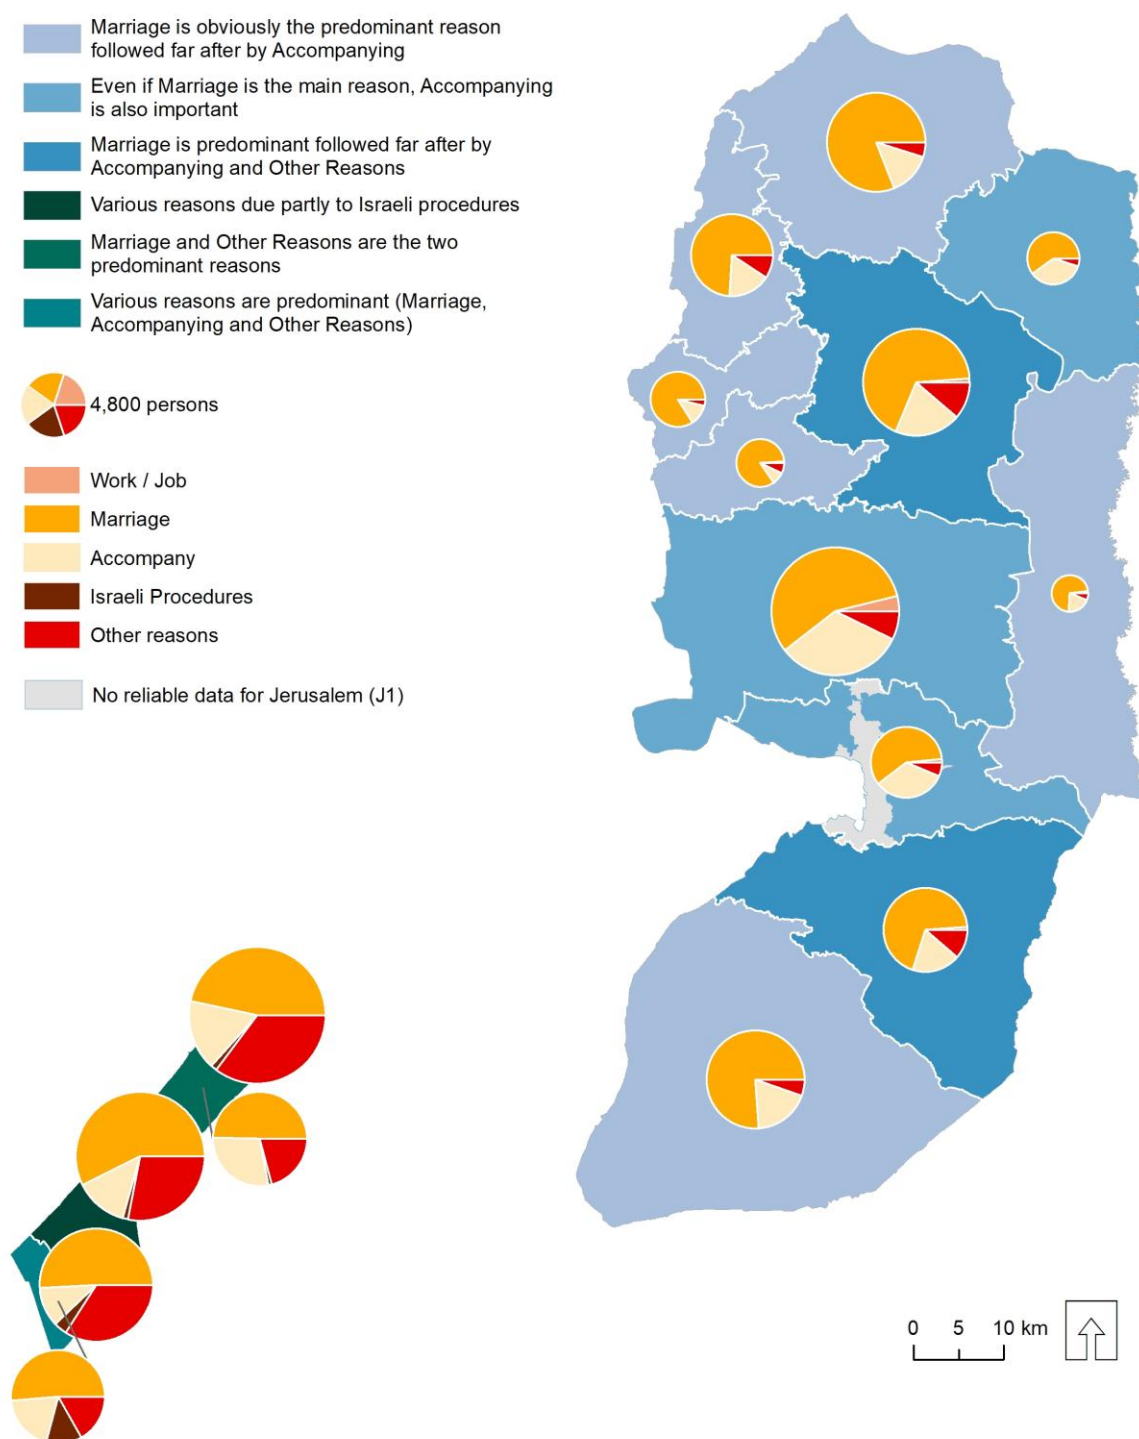 Marriage is obviously the predominant reason
followed far after by Accompanying
Even if Marriage is the main reason, Accompanying
is also important
Marriage is predominant followed far after by
Accompanying and Other Reasons
Various reasons due partly to Israeli procedures
Marriage and Other Reasons are the two
predominant reasons
Various reasons are predominant (Marriage,
Accompanying and Other Reasons)
4,800 persons
Work / Job
Marriage
Accompany
Israeli Procedures
Other reasons
No reliable data for Jerusalem (J1)
0 5 10 km